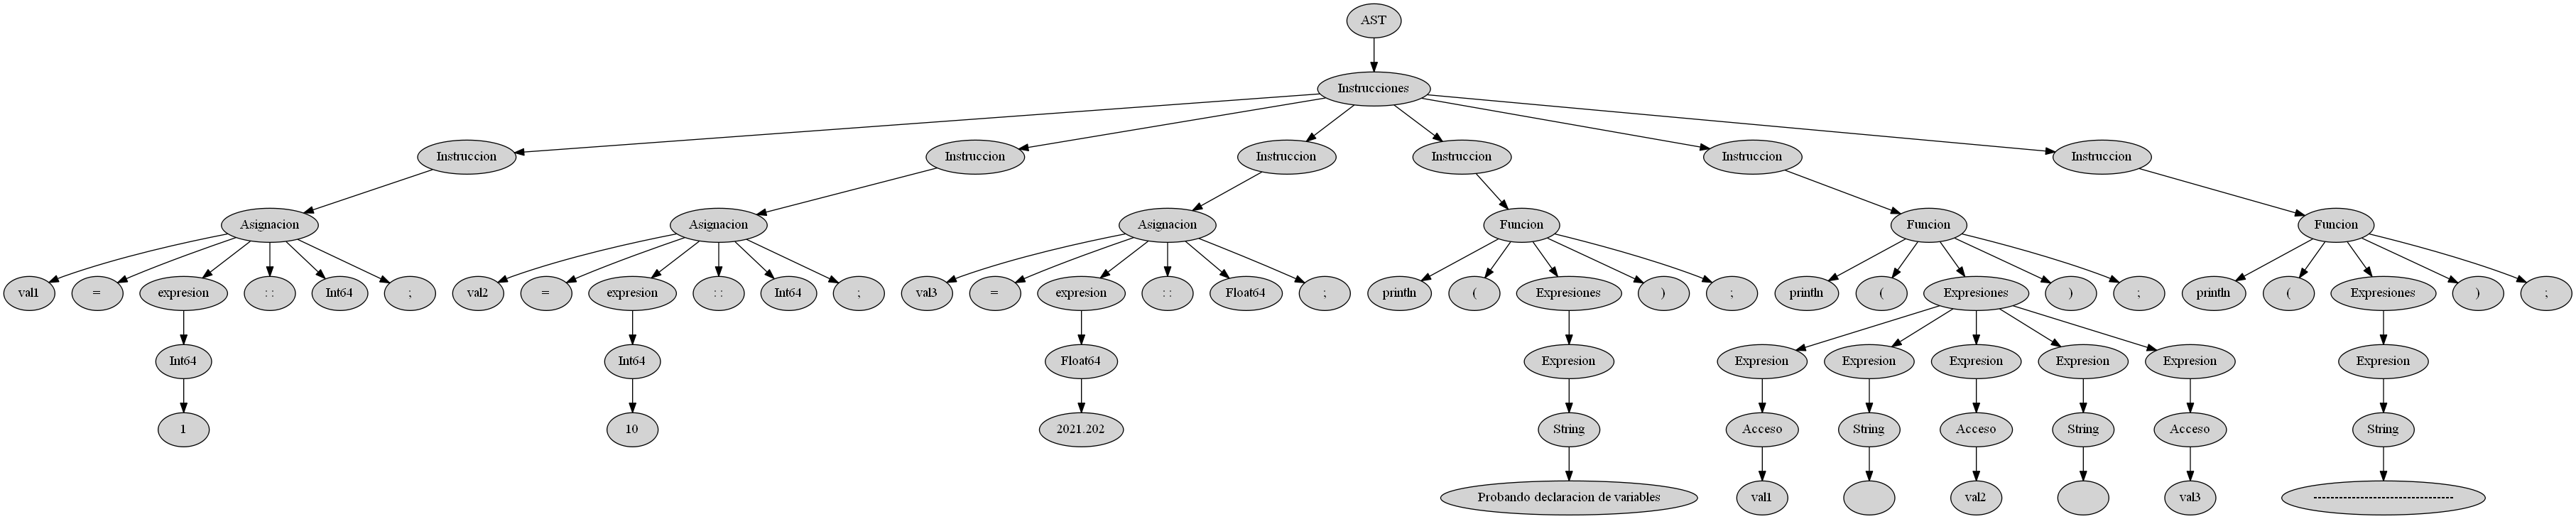 AST
Instrucciones
Instruccion Instruccion Instruccion Instruccion Instruccion Instruccion
Asignacion Asignacion Asignacion Funcion Funcion Funcion
val1 = expresion : : Int64 ; val2 = expresion : : Int64 ; val3 = expresion : : Float64 ; println ( Expresiones ) ; println ( Expresiones ) ; println ( Expresiones ) ;
Int64 Int64 Float64 Expresion Expresion Expresion Expresion Expresion Expresion Expresion
1 10 2021.202 String Acceso String Acceso String Acceso String
Probando declaracion de variables val1 val2 val3 ---------------------------------